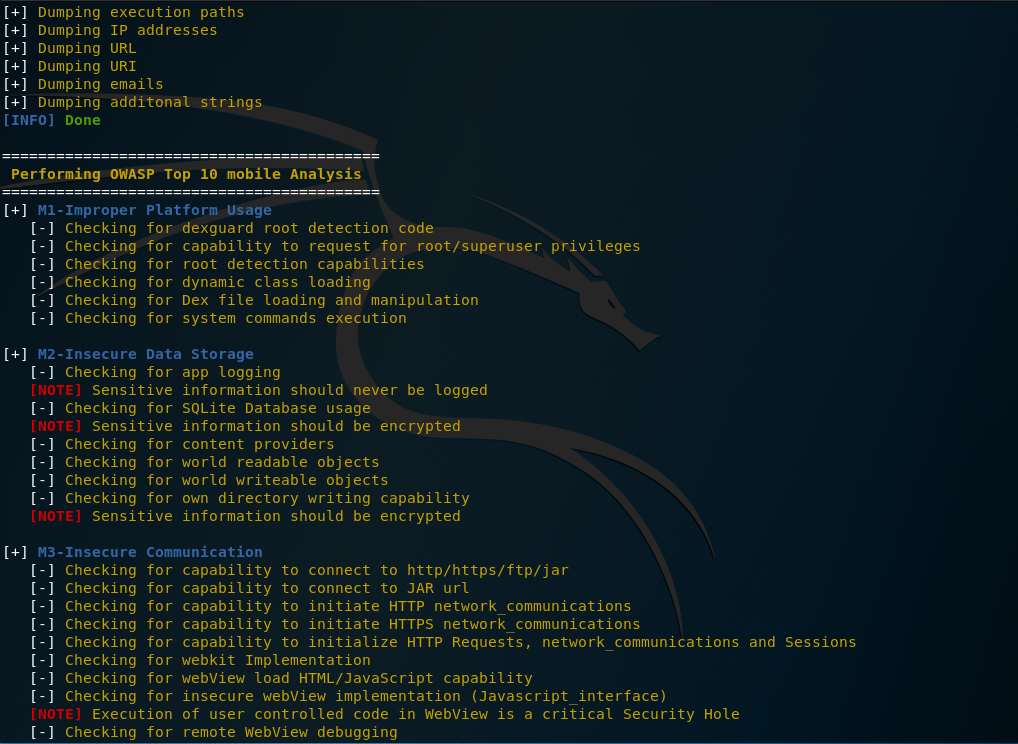 [+] Dumping execution paths
[+] Dumping IP addresses
[+] Dumping URL
[+] Dumping URI
[+] Dumping emails
[+] Dumping additonal strings
[INFO] Done
==========================================
Performing OWASP Top 10 mobile Analysis
==========================================
[+] M1-Improper Platform Usage
[-] Checking for dexguard root detection code
[-] Checking for capability to request for root/superuser privileges
[-] Checking for root detection capabilities
[-] Checking for dynamic class loading
[-] Checking for Dex file loading and manipulation
[-] Checking for system commands execution
[+] M2-Insecure Data Storage
[-] Checking for app logging
[NOTE] Sensitive information should never be logged
[-] Checking for SQLite Database usage
[NOTE] Sensitive information should be encrypted
[-] Checking for content providers
[-] Checking for world readable objects
[-] Checking for world writeable objects
[-] Checking for own directory writing capability
[NOTE] Sensitive information should be encrypted
[+] M3-Insecure Communication
[-] Checking for capability to connect to http/https/ftp/jar
[-] Checking for capability to connect to JAR url
[-] Checking for capability to initiate HTTP network_communications
[-] Checking for capability to initiate HTTPS network_communications
[-] Checking for capability to initialize HTTP Requests, network_communications and Sessions
[-] Checking for webkit Implementation
[-] Checking for webView load HTML/JavaScript capability
[-] Checking for insecure webView implementation (Javascript_interface)
[NOTE] Execution of user controlled code in WebView is a critical Security Hole
[-] Checking for remote WebView debugging